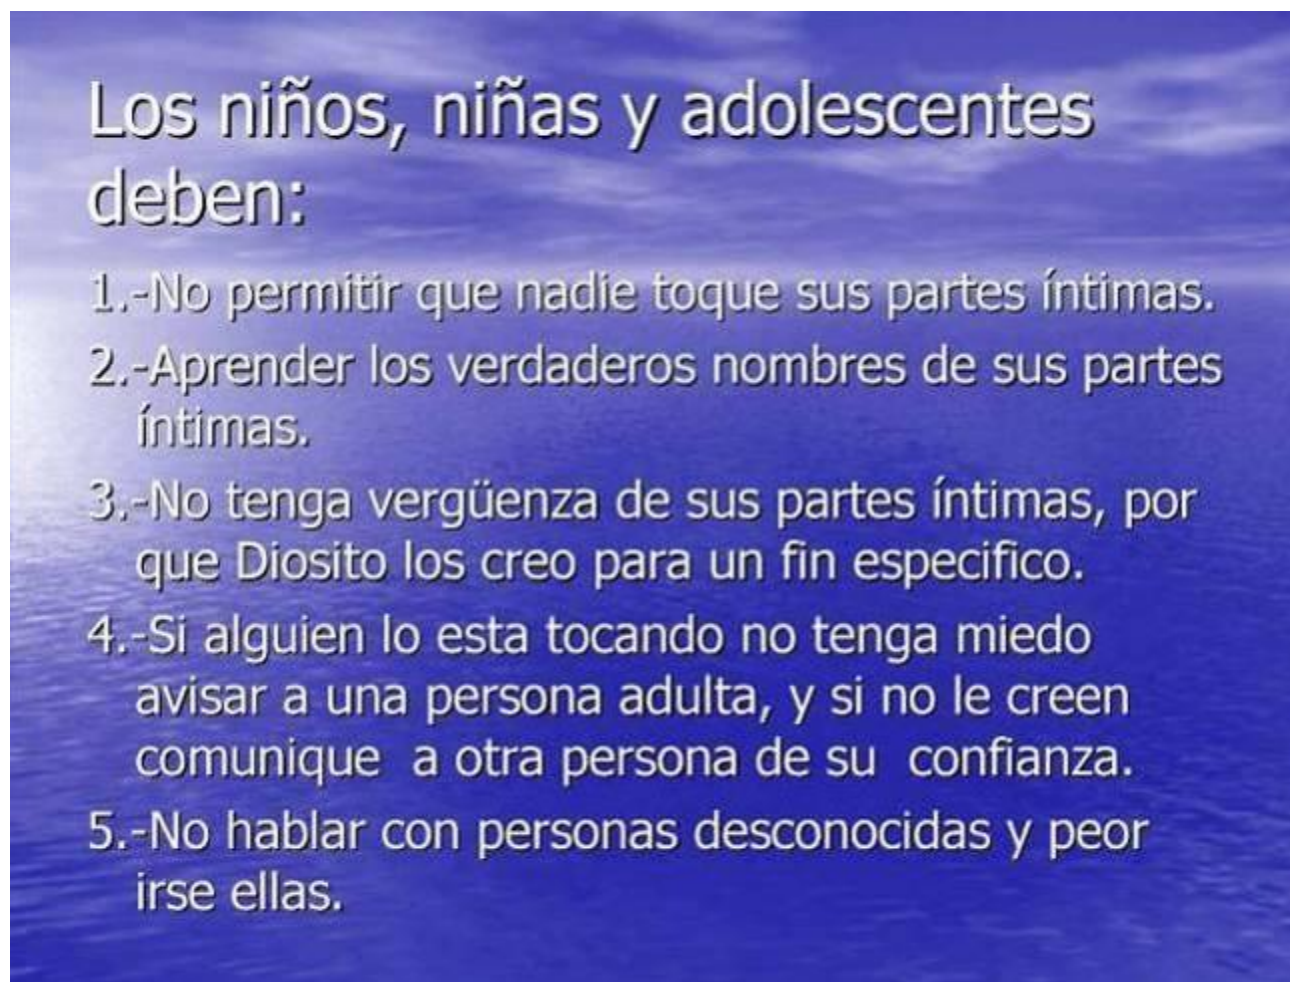 Los niños, niñas y adolescentes
deben:
1.-No permitir que nadie toque sus partes íntimas.
2.-Aprender los verdaderos nombres de sus partes
íntimas.
3.-No tenga vergüenza de sus partes íntimas, por
que Diosito los creo para un fin especifico.
4.-Si alguien lo esta tocando no tenga miedo
avisar a una persona adulta, y si no le creen
comunique  a otra persona de su  confianza.
5.-No hablar con personas desconocidas y peor
irse ellas.